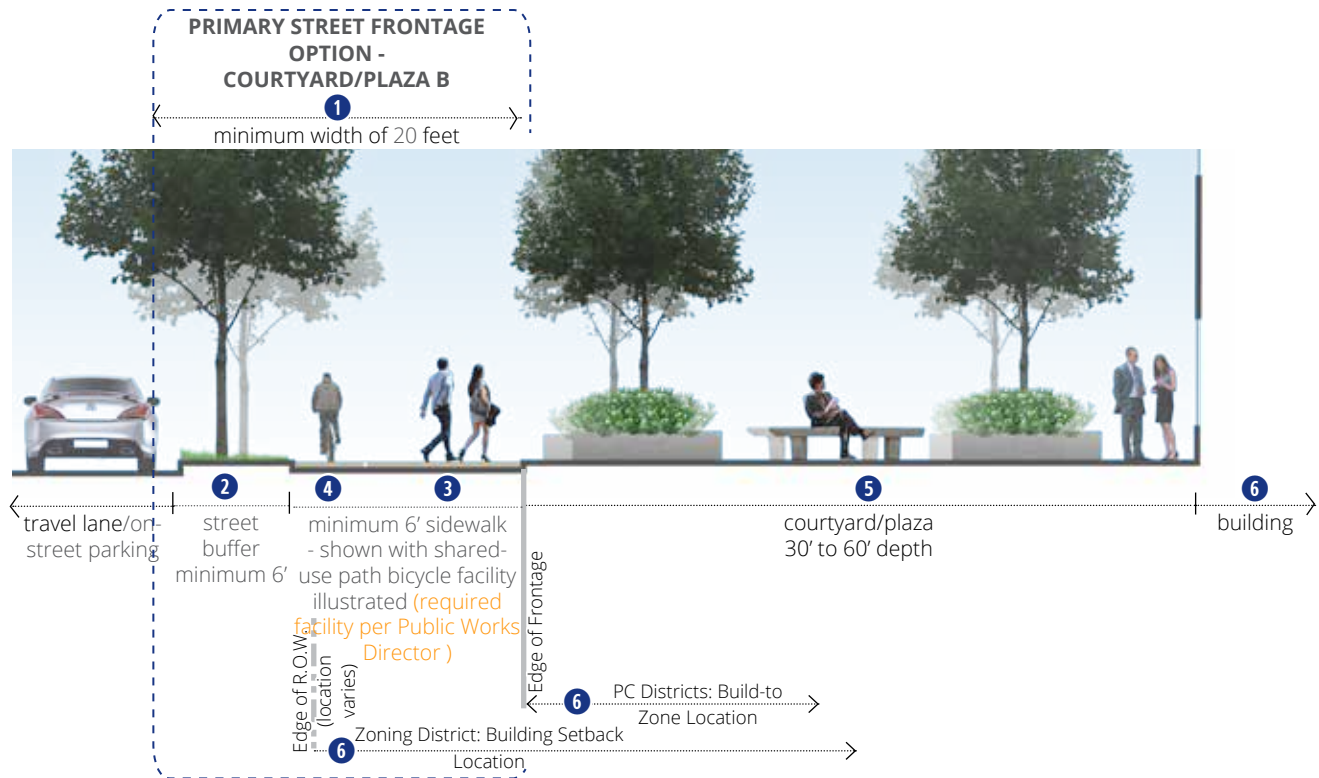 PRIMARY STREET FRONTAGE
OPTION -
COURTYARD/PLAZA B
1
minimum width of 20 feet
2
4
3
5
6
travel lane/on-
street parking
street
buffer
minimum 6’
minimum 6’ sidewalk
- shown with shared-
use path bicycle facility
illustrated (required
facility per Public Works
Director )
courtyard/plaza
30’ to 60’ depth
building
Edge of R.O.W.
(location
varies)
Edge of Frontage
6
PC Districts: Build-to
Zone Location
6
Zoning District: Building Setback
Location